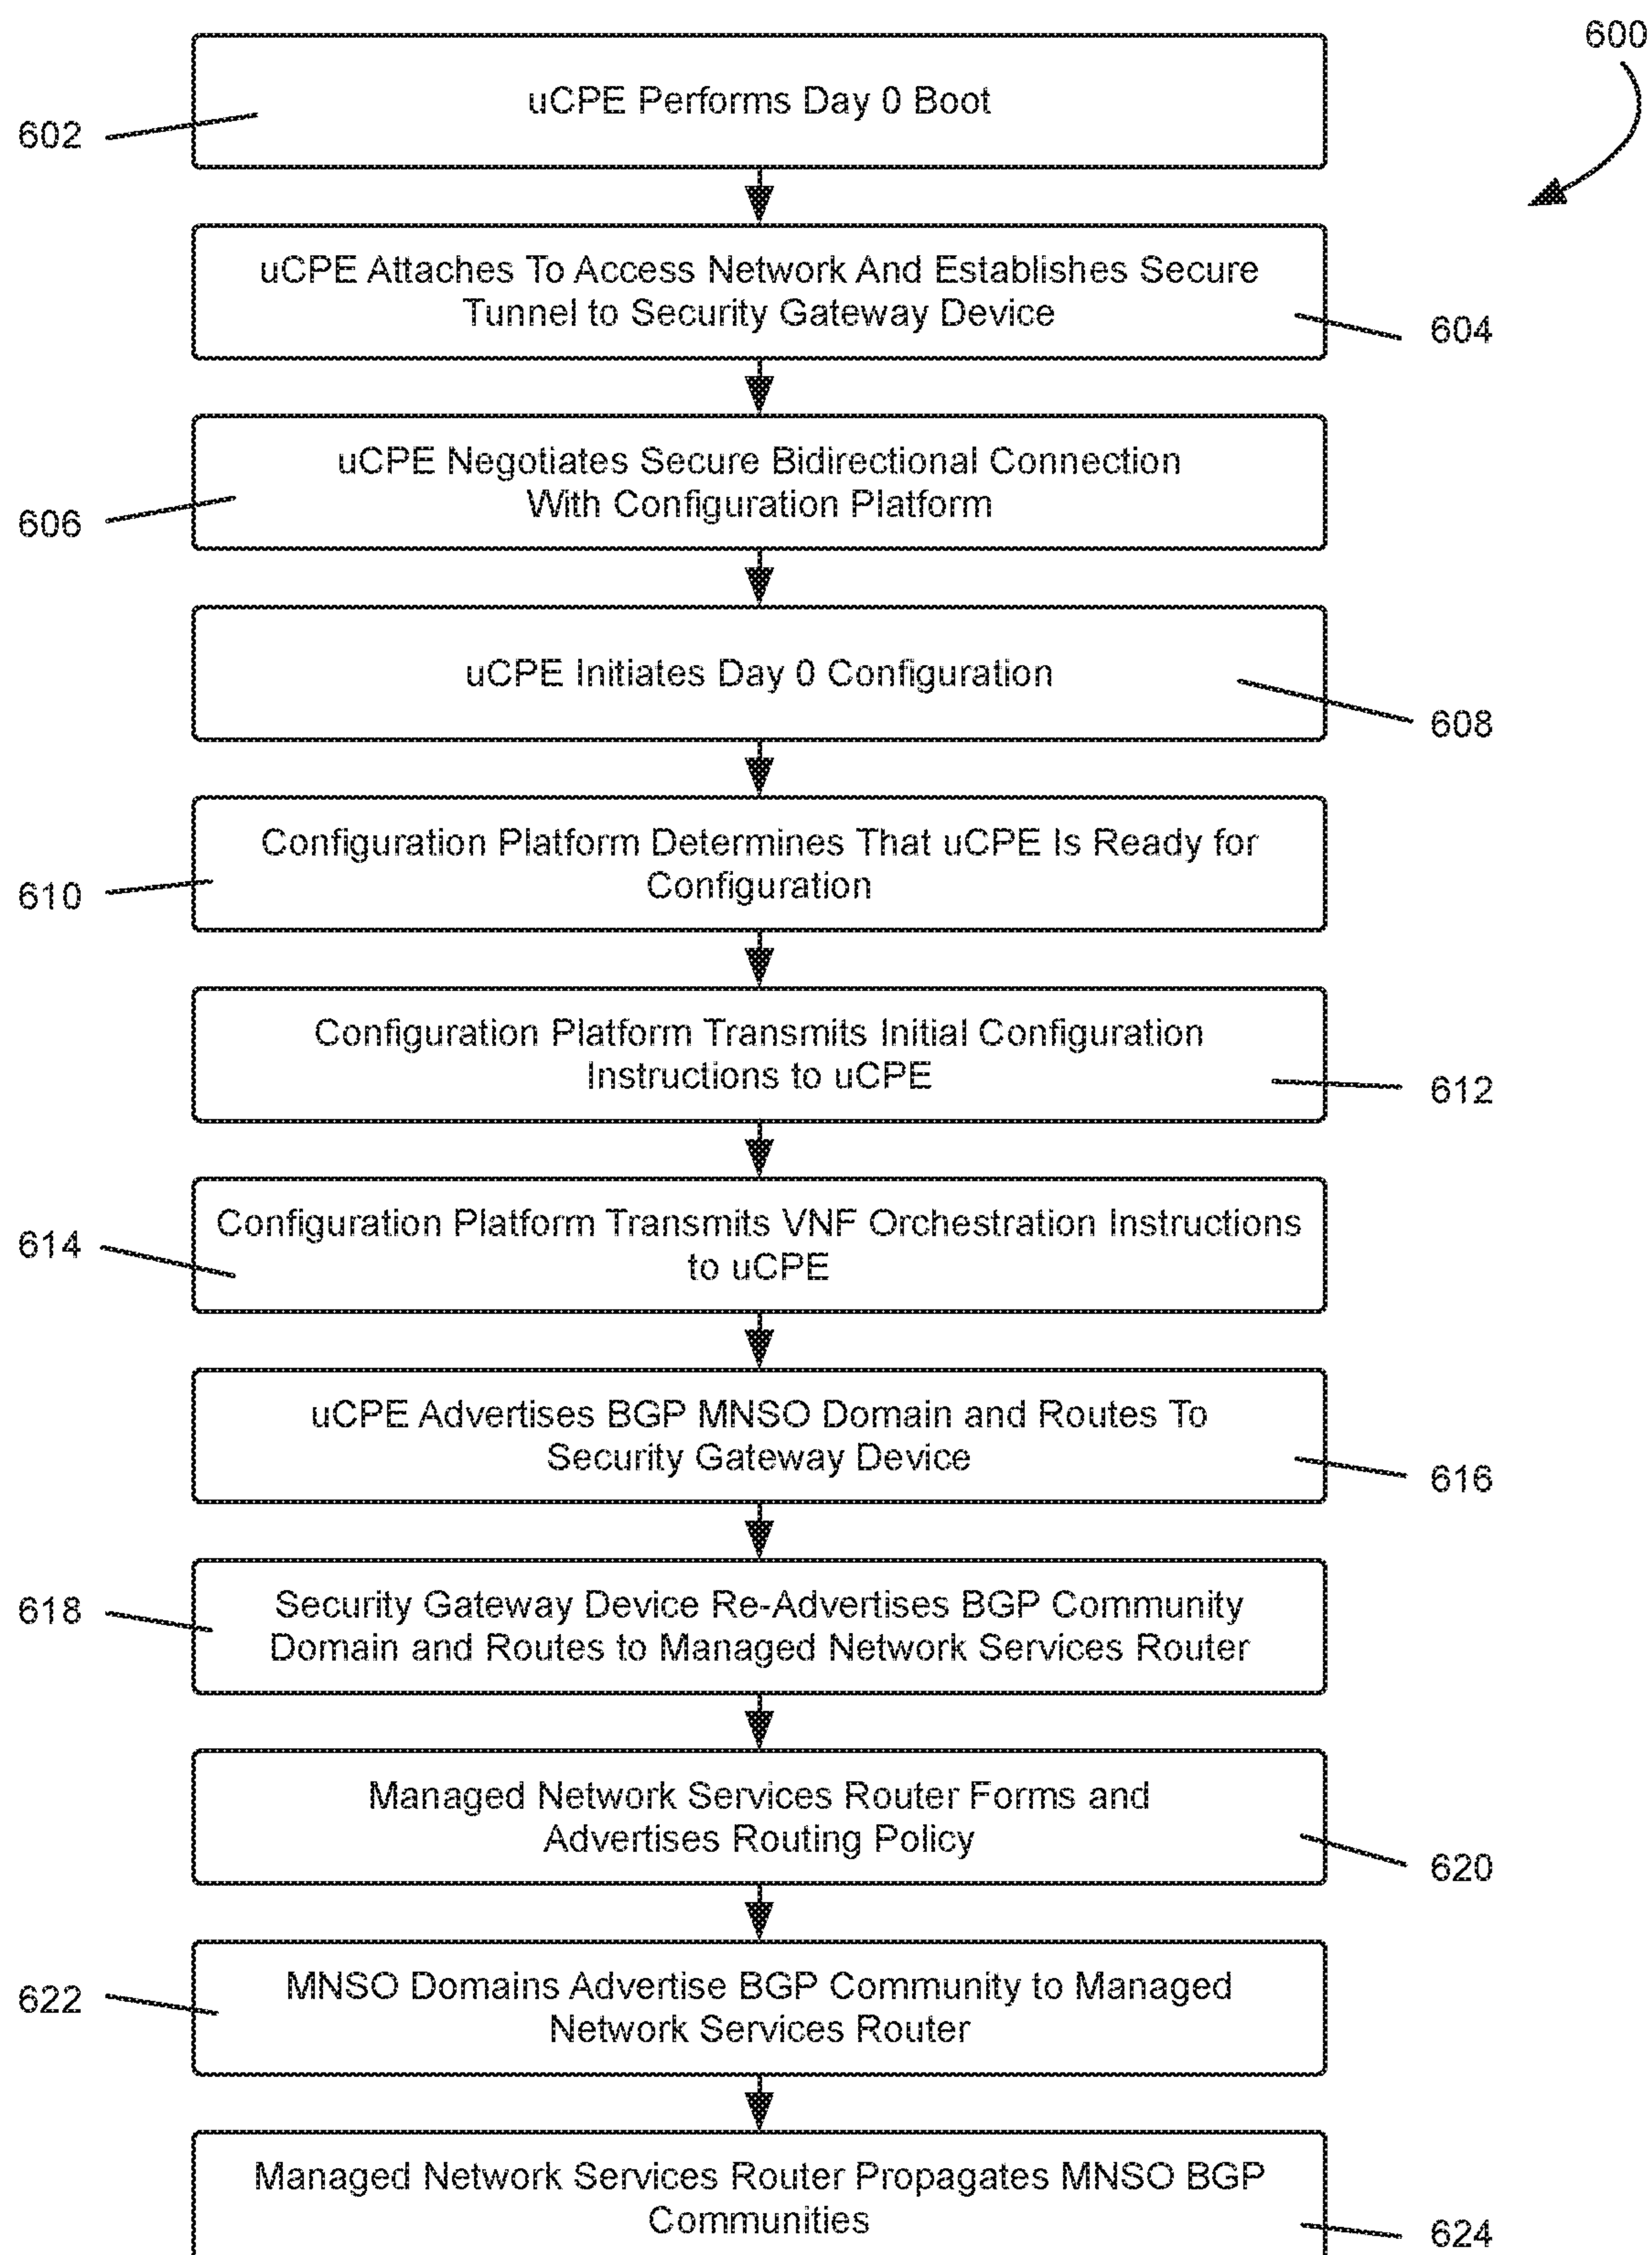 600
uCPE Performs Day 0 Boot
602
uCPE Attaches To Access Network And Establishes Secure
Tunnel to Security Gateway Device
604
uCPE Negotiates Secure Bidirectional Connection
With Configuration Platform
606
uCPE Initiates Day 0 Configuration
608
Configuration Platform Determines That uCPE Is Ready for
Configuration
610
Configuration Platform Transmits Initial Configuration
Instructions to uCPE
612
Configuration Platform Transmits VNF Orchestration Instructions
to uCPE
614
uCPE Advertises BGP MNSO Domain and Routes To
Security Gateway Device
616
Security Gateway Device Re-Advertises BGP Community
Domain and Routes to Managed Network Services Router
618
Managed Network Services Router Forms and
Advertises Routing Policy
620
MNSO Domains Advertise BGP Community to Managed
Network Services Router
622
Managed Network Services Router Propagates MNSO BGP
Communities
624